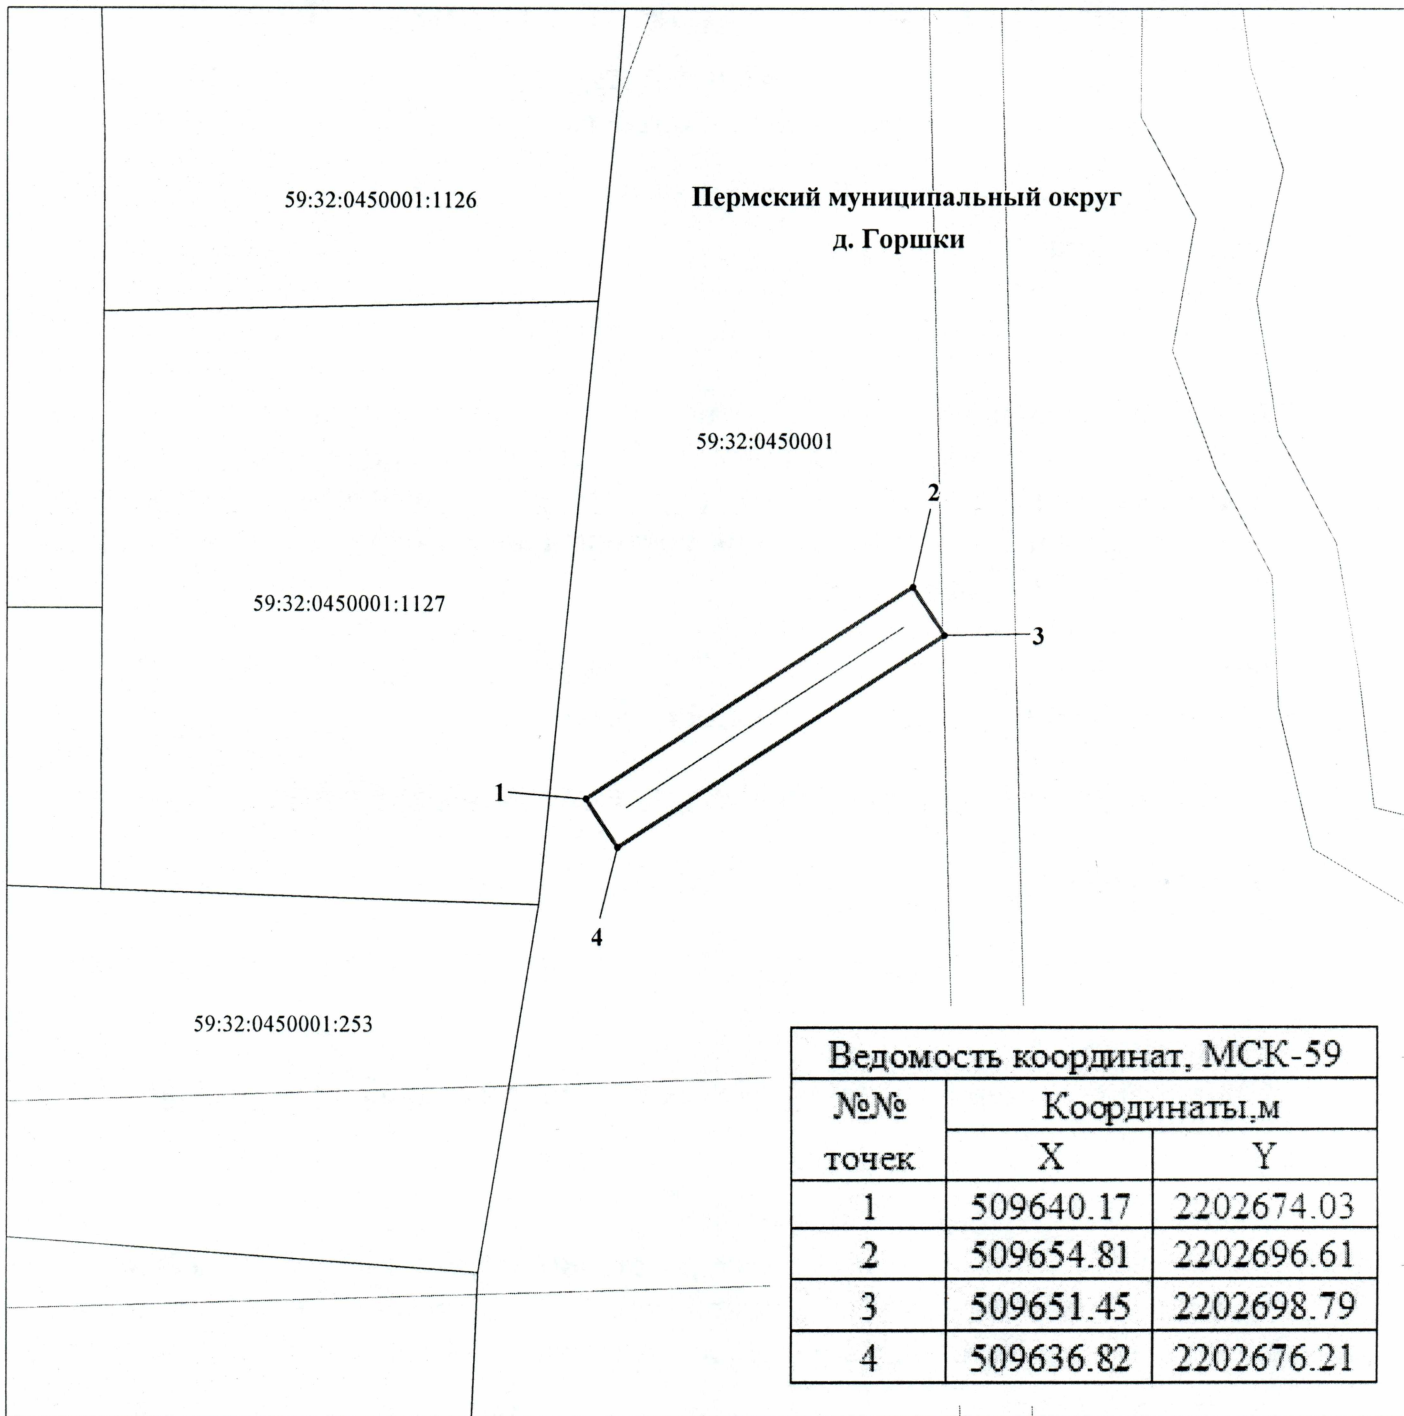 59:32:0450001:1126
Пермский муниципальный округ
д. Горшки
59:32:0450001
2
59:32:0450001:1127
3
1
4
59:32:0450001:253
Ведомость координат, МСК-59
№№ точек
Координаты,м
X Y
1 509640.17 2202674.03
2 509654.81 2202696.61
3 509651.45 2202698.79
4 509636.82 2202676.21